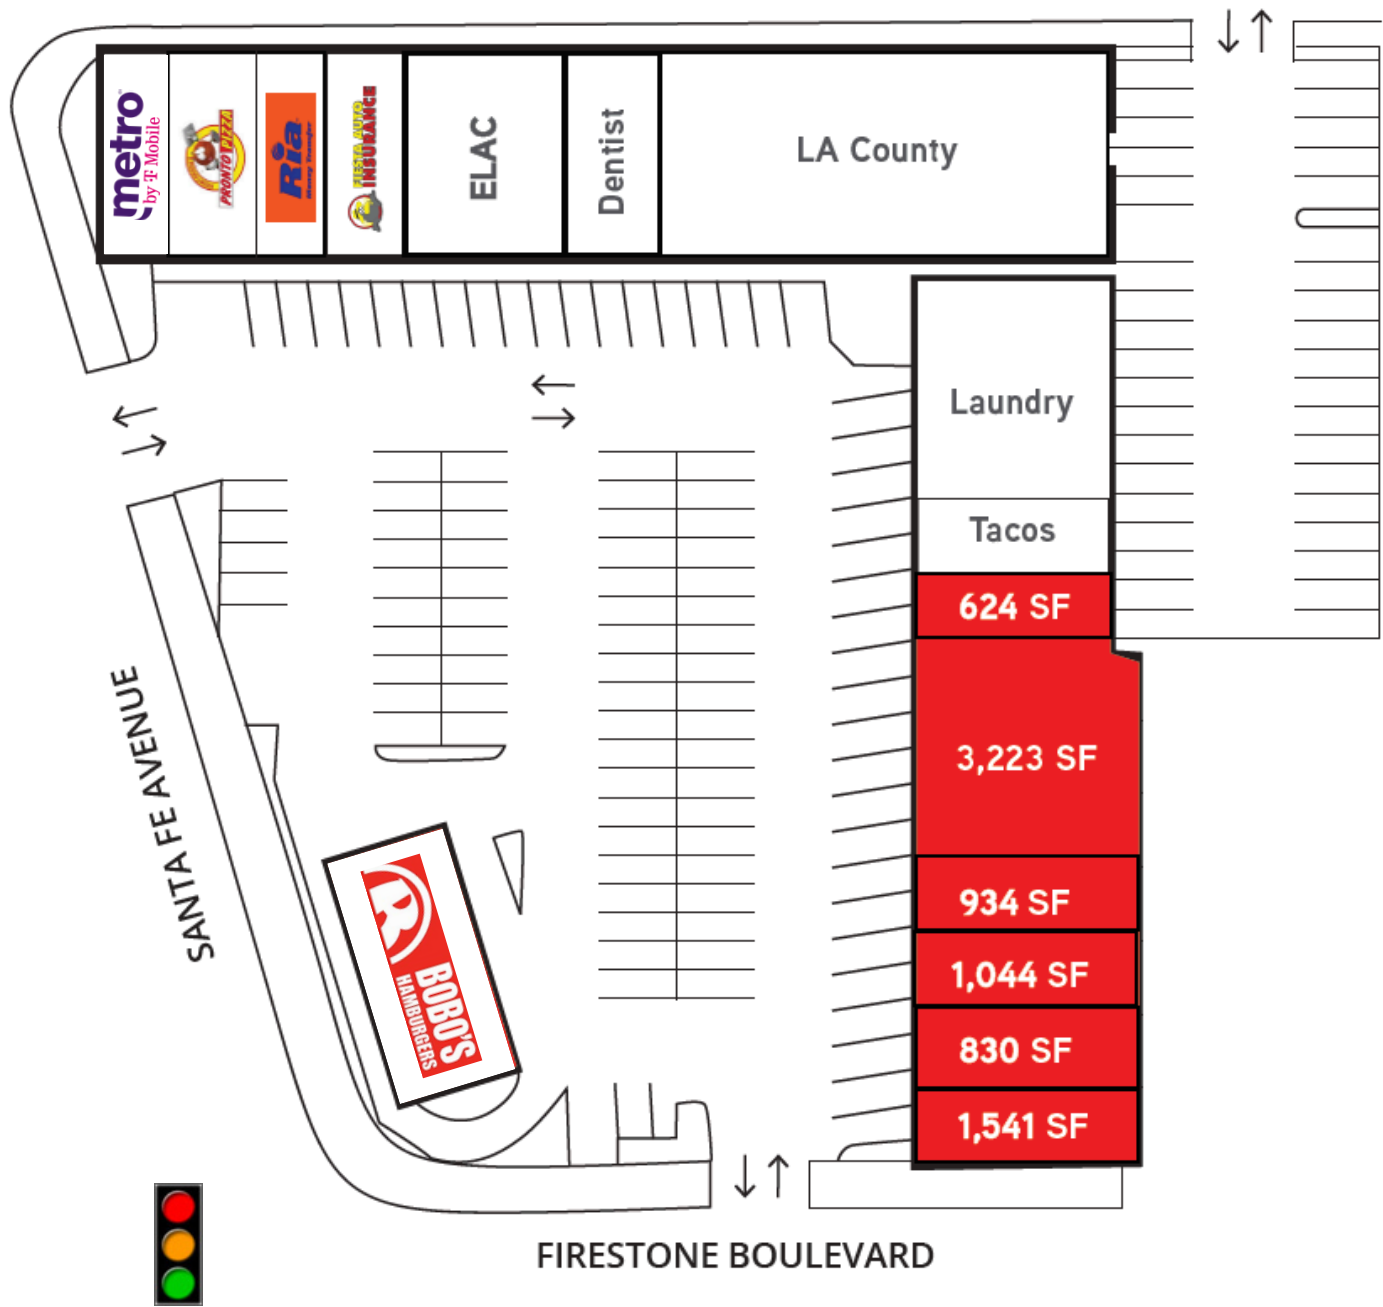 metro
by T Mobile
PRONTO PIZZA
Ria
Money Transfer
FIESTA AUTO
INSURANCE
ELAC
Dentist
LA County
Laundry
Tacos
624 SF
3,223 SF
934 SF
1,044 SF
830 SF
1,541 SF
SANTA FE AVENUE
R
BOBO'S
HAMBURGERS
FIRESTONE BOULEVARD